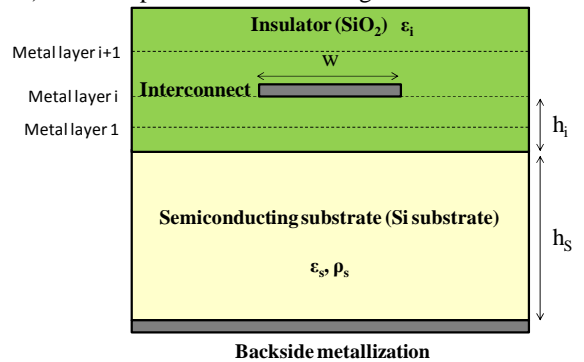 Insulator (SiO₂) εᵢ
Metal layer i+1
w
Metal layer i
Interconnect
Metal layer 1
hᵢ
Semiconducting substrate (Si substrate)
hS
εₛ, ρₛ
Backside metallization